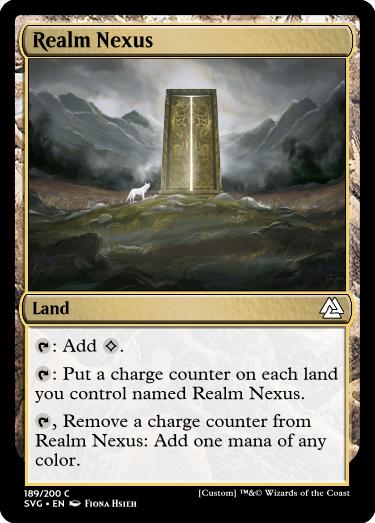 Realm Nexus
Land
: Add .
: Put a charge counter on each land
you control named Realm Nexus.
, Remove a charge counter from
Realm Nexus: Add one mana of any
color.
189/200 C
SVG • EN Fiona Hsieh
[Custom] ™&© Wizards of the Coast